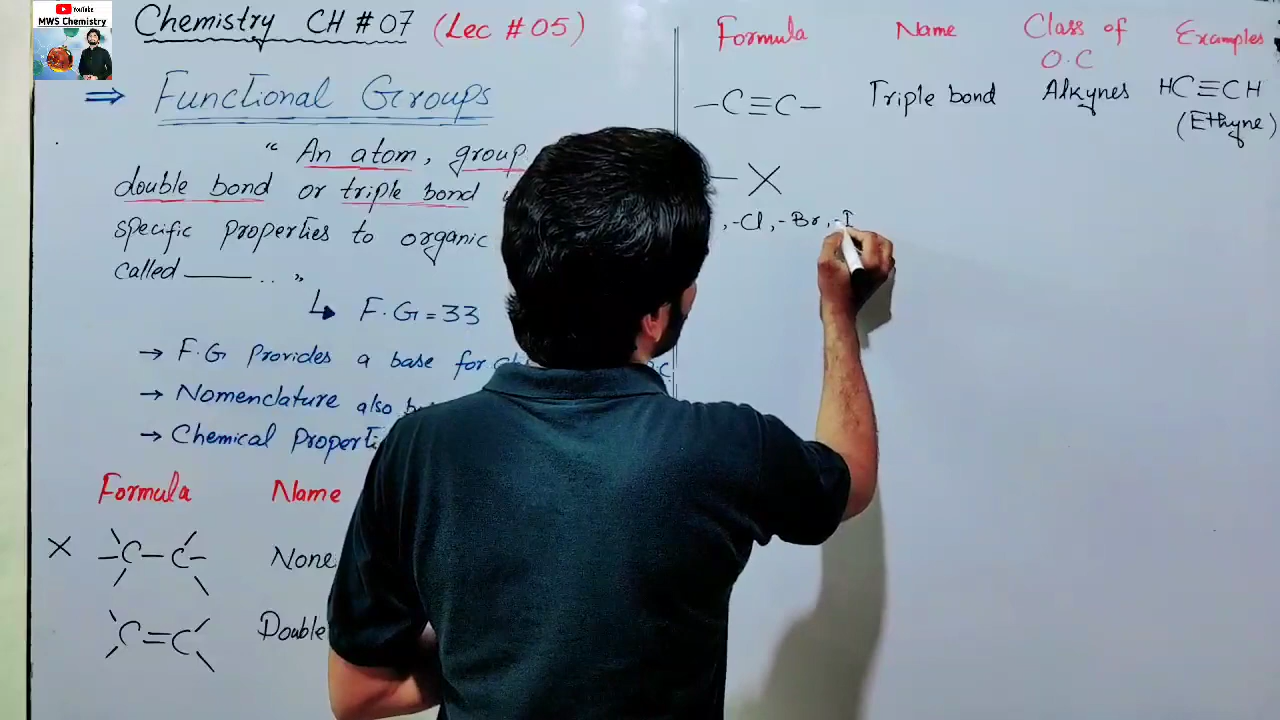 YouTube
MWS Chemistry
Chemistry CH # 07 (Lec # 05)
⇒ Functional Groups
" An atom, group
double bond or triple bond
specific properties to organic
called ——— .. "
↳ F.G = 33
→ F.G Provides a base for
→ Nomenclature also
→ Chemical Properti
Formula Name
× -C-C- None
C=C Double
Formula Name Class of O.C Examples
-C≡C- Triple bond Alkynes HC≡CH
(Ethyne)
-X
, -Cl, -Br, -I